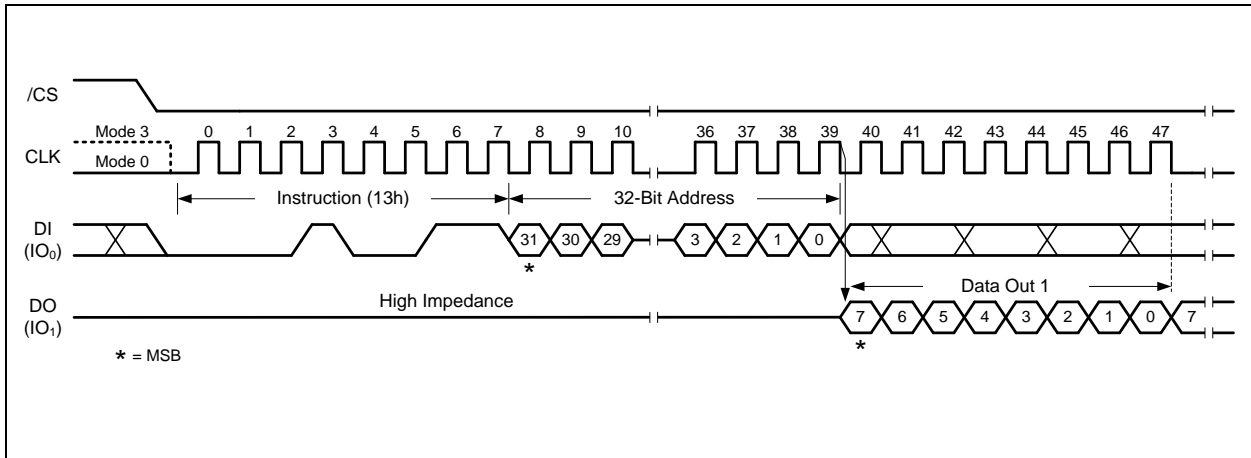 /CS
Mode 3
0 1 2 3 4 5 6 7 8 9 10 36 37 38 39 40 41 42 43 44 45 46 47
CLK
Mode 0
Instruction (13h) 32-Bit Address
DI
(IO₀)
31 30 29 3 2 1 0
*
Data Out 1
High Impedance
DO
(IO₁)
7 6 5 4 3 2 1 0 7
*
* = MSB